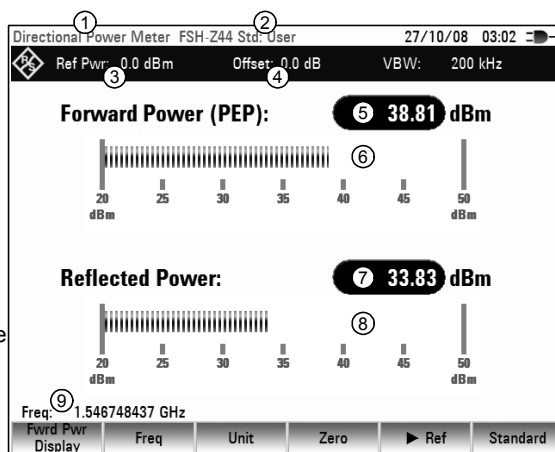 ① ②
Directional Power Meter FSH-Z44 Std: User 27/10/08 03:02
R&S Ref Pwr: 0.0 dBm Offset: 0.0 dB VBW: 200 kHz
③ ④
Forward Power (PEP): ⑤ 38.81 dBm
⑥
20 25 30 35 40 45 50
dBm dBm
Reflected Power: ⑦ 33.83 dBm
⑧
20 25 30 35 40 45 50
dBm dBm
e
⑨
Freq: 1.546748437 GHz
Fwrd Pwr Display Freq Unit Zero ▶ Ref Standard